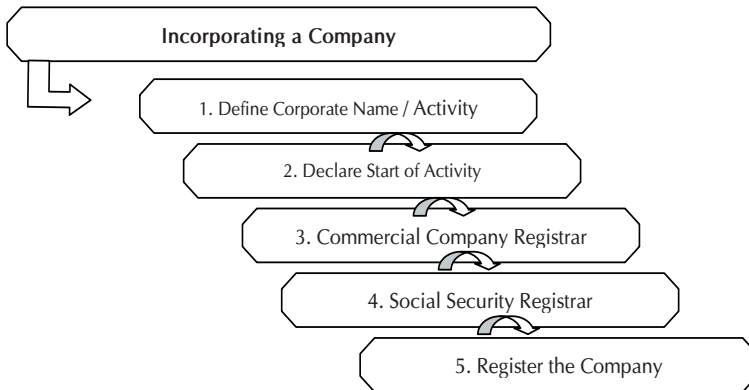 Incorporating a Company
1. Define Corporate Name / Activity
2. Declare Start of Activity
3. Commercial Company Registrar
4. Social Security Registrar
5. Register the Company